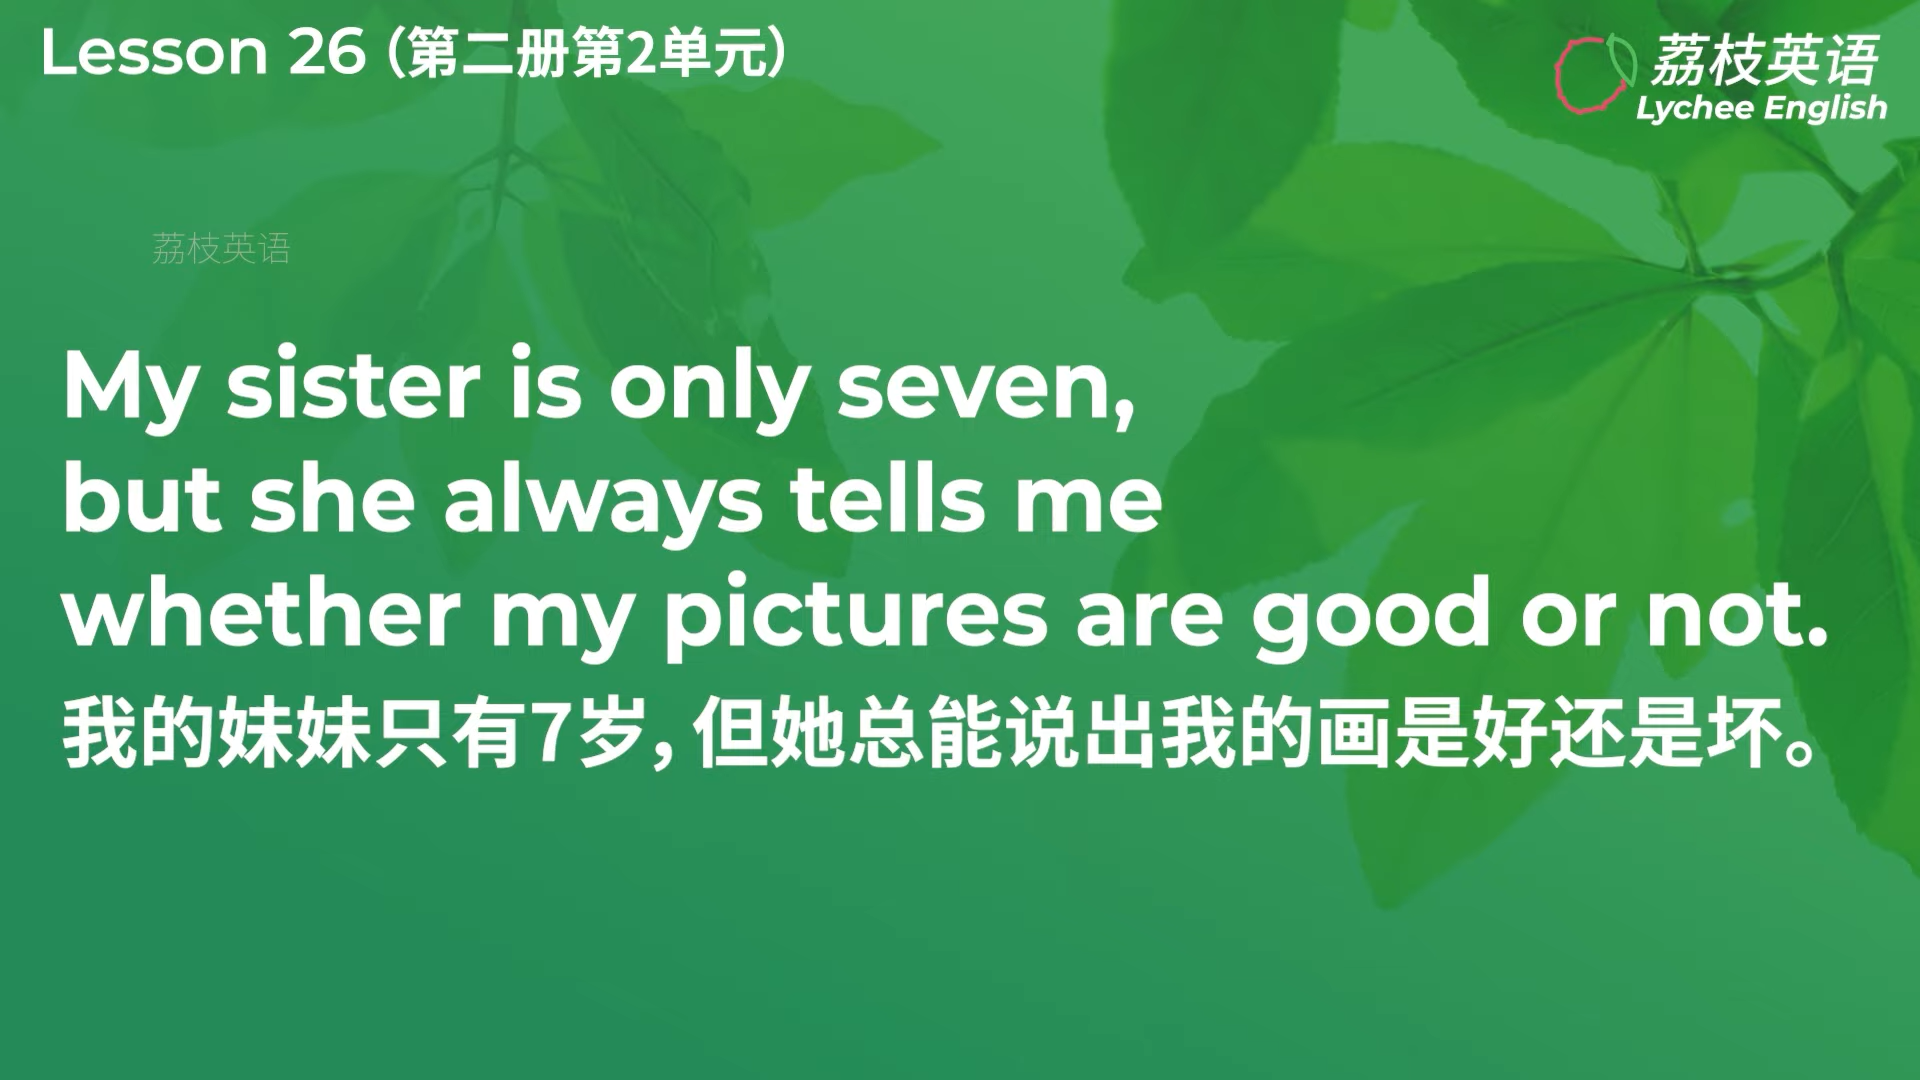 Lesson 26（第二册第2单元）
荔枝英语
Lychee English
荔枝英语
My sister is only seven,
but she always tells me
whether my pictures are good or not.
我的妹妹只有7岁，但她总能说出我的画是好还是坏。